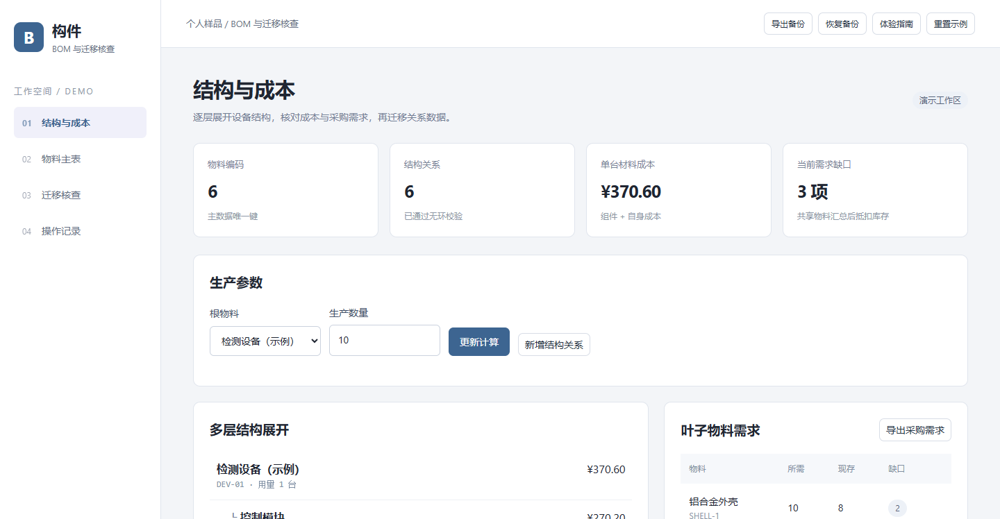 B
构件
BOM 与迁移核查
工作空间 / DEMO
01 结构与成本
02 物料主表
03 迁移核查
04 操作记录
个人样品 / BOM 与迁移核查
导出备份 恢复备份 体验指南 重置示例
结构与成本
逐层展开设备结构，核对成本与采购需求，再迁移关系数据。
演示工作区
物料编码
6
主数据唯一键
结构关系
6
已通过无环校验
单台材料成本
¥370.60
组件 + 自身成本
当前需求缺口
3 项
共享物料汇总后抵扣库存
生产参数
根物料 生产数量
检测设备（示例） 10 更新计算 新增结构关系
多层结构展开
检测设备（示例） ¥370.60
DEV-01 · 用量 1 台
└ 控制模块 ¥270.20
叶子物料需求 导出采购需求
物料 所需 现存 缺口
铝合金外壳 10 8 2
SHELL-1